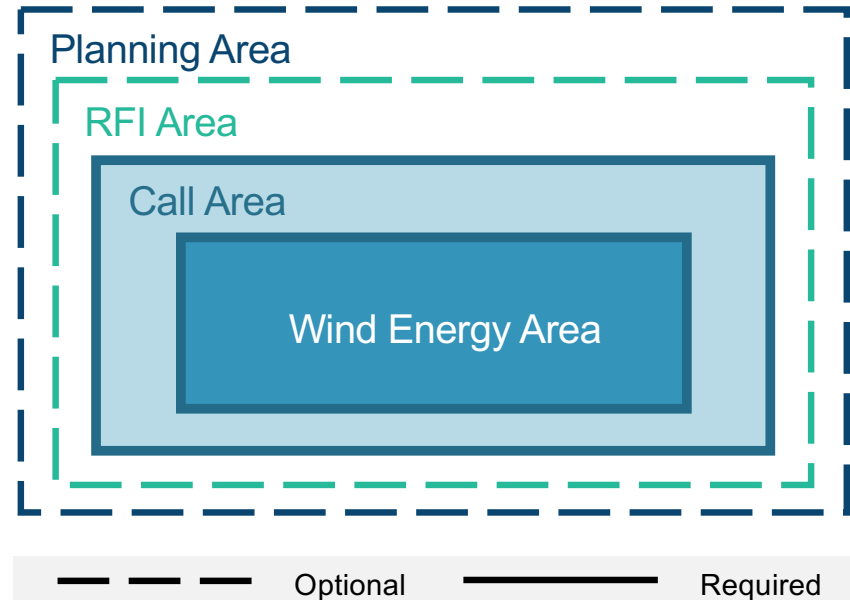 Planning Area
RFI Area
Call Area
Wind Energy Area
Optional Required